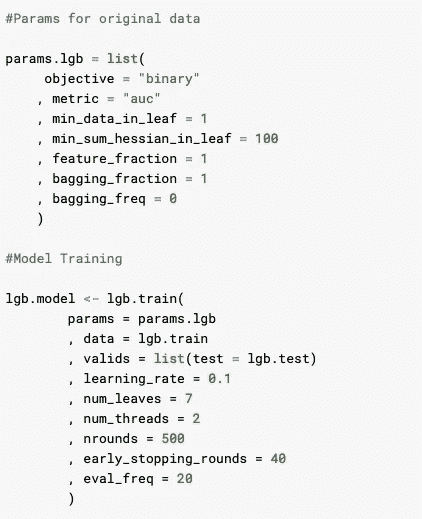 #Params for original data
params.lgb = list(
objective = "binary"
, metric = "auc"
, min_data_in_leaf = 1
, min_sum_hessian_in_leaf = 100
, feature_fraction = 1
, bagging_fraction = 1
, bagging_freq = 0
)
#Model Training
lgb.model <- lgb.train(
params = params.lgb
, data = lgb.train
, valids = list(test = lgb.test)
, learning_rate = 0.1
, num_leaves = 7
, num_threads = 2
, nrounds = 500
, early_stopping_rounds = 40
, eval_freq = 20
)